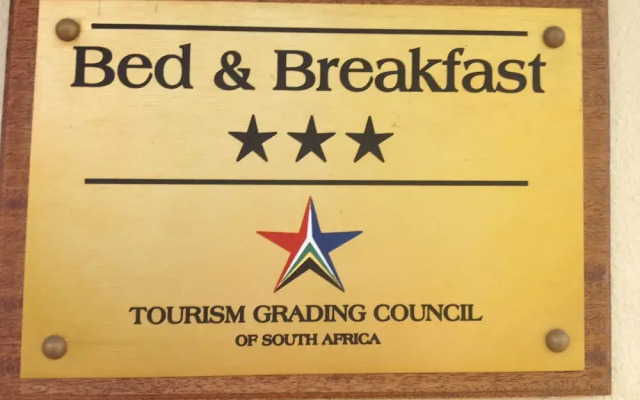 Bed & Breakfast
TOURISM GRADING COUNCIL
OF SOUTH AFRICA